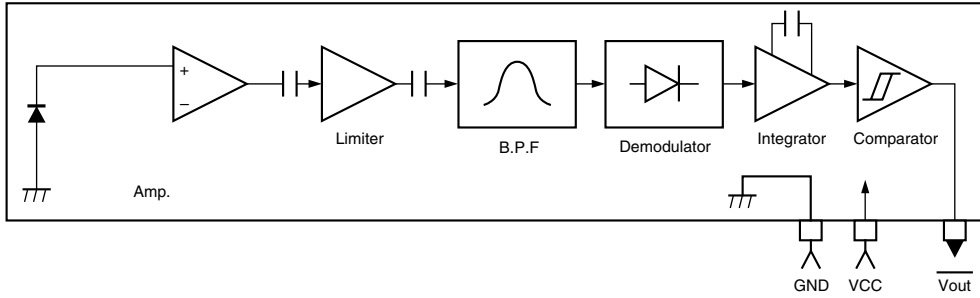 +
−
Limiter
B.P.F
Demodulator
Integrator
Comparator
Amp.
GND
VCC
Vout